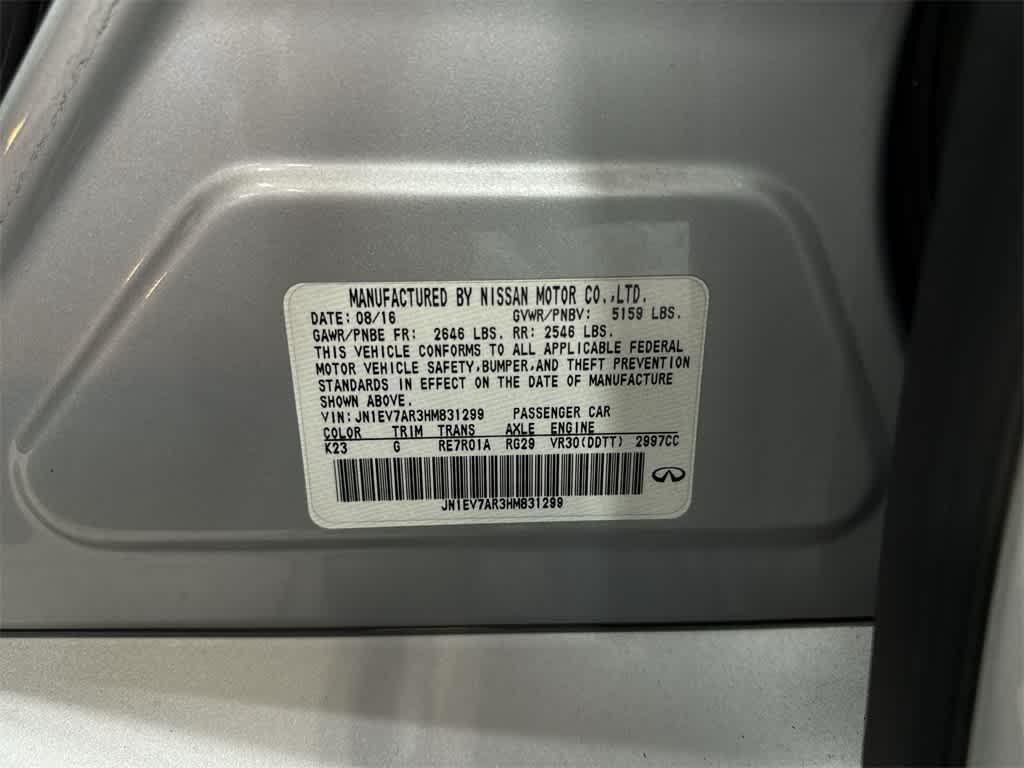 MANUFACTURED BY NISSAN MOTOR CO.,LTD.
DATE: 08/16 GVWR/PNBV: 5159 LBS.
GAWR/PNBE FR: 2646 LBS. RR: 2546 LBS.
THIS VEHICLE CONFORMS TO ALL APPLICABLE FEDERAL
MOTOR VEHICLE SAFETY,BUMPER,AND THEFT PREVENTION
STANDARDS IN EFFECT ON THE DATE OF MANUFACTURE
SHOWN ABOVE.
VIN: JN1EV7AR3HM831299 PASSENGER CAR
COLOR TRIM TRANS AXLE ENGINE
K23 G RE7R01A RG29 VR30(DDTT) 2997CC
JN1EV7AR3HM831299